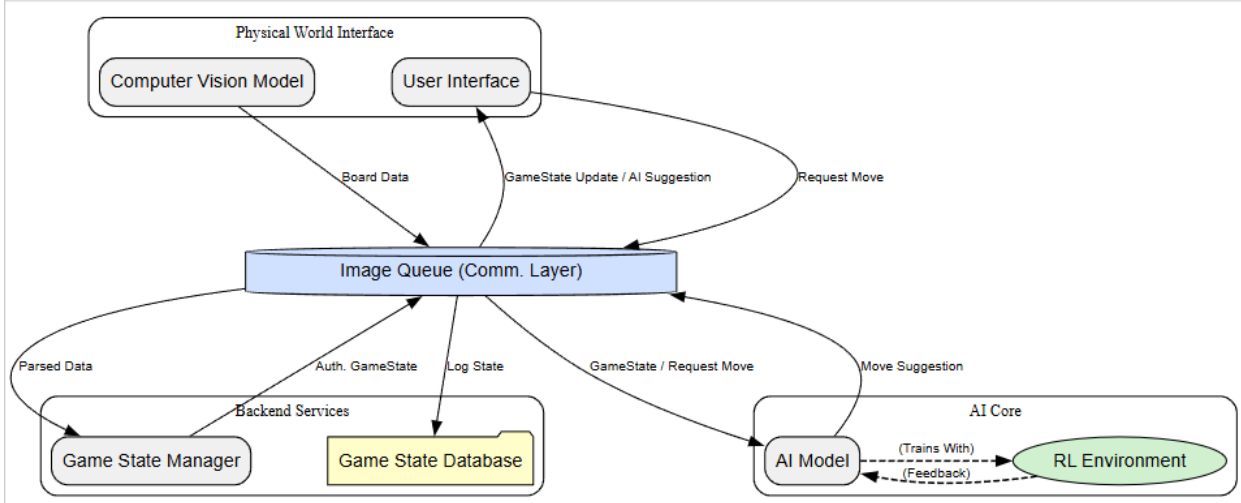 Physical World Interface
Computer Vision Model
User Interface
Board Data
GameState Update / AI Suggestion
Request Move
Image Queue (Comm. Layer)
Parsed Data
Auth. GameState
Log State
GameState / Request Move
Move Suggestion
Backend Services
AI Core
Game State Manager
Game State Database
AI Model
(Trains With)
(Feedback)
RL Environment